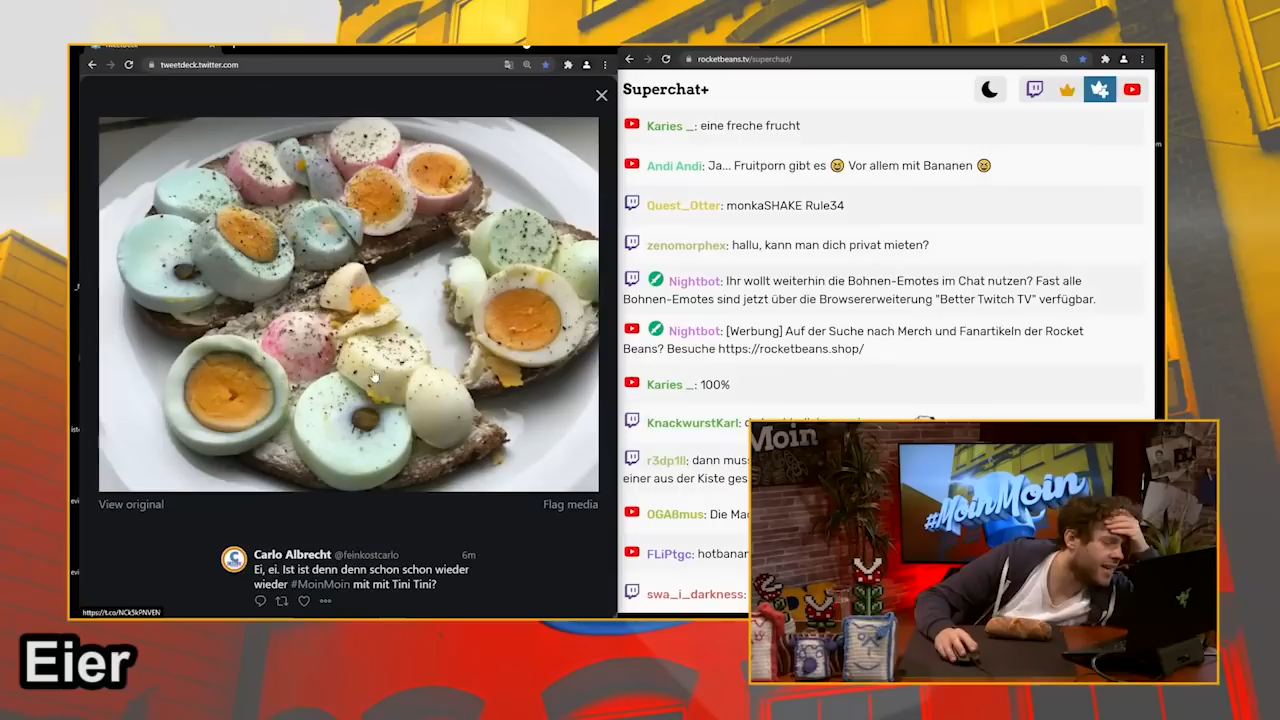 tweetdeck.twitter.com
View original
Flag media
Carlo Albrecht @feinkostcarlo 6m
Ei, ei. Ist ist denn denn schon schon wieder
wieder #MoinMoin mit mit Tini Tini?
https://t.co/NCk5kPNVEN
rocketbeans.tv/superchad/
Superchat+
Karies _: eine freche frucht
Andi Andi: Ja... Fruitporn gibt es 😆 Vor allem mit Bananen 😆
Quest_Otter: monkaSHAKE Rule34
zenomorphex: hallu, kann man dich privat mieten?
Nightbot: Ihr wollt weiterhin die Bohnen-Emotes im Chat nutzen? Fast alle
Bohnen-Emotes sind jetzt über die Browsererweiterung "Better Twitch TV" verfügbar.
Nightbot: [Werbung] Auf der Suche nach Merch und Fanartikeln der Rocket
Beans? Besuche https://rocketbeans.shop/
Karies _: 100%
KnackwurstKarl:
r3dp1ll: dann mus
einer aus der Kiste ges
OGAßmus: Die Ma
FLiPtgc: hotbanar
swa_i_darkness:
Moin
#MoinMoin
Eier